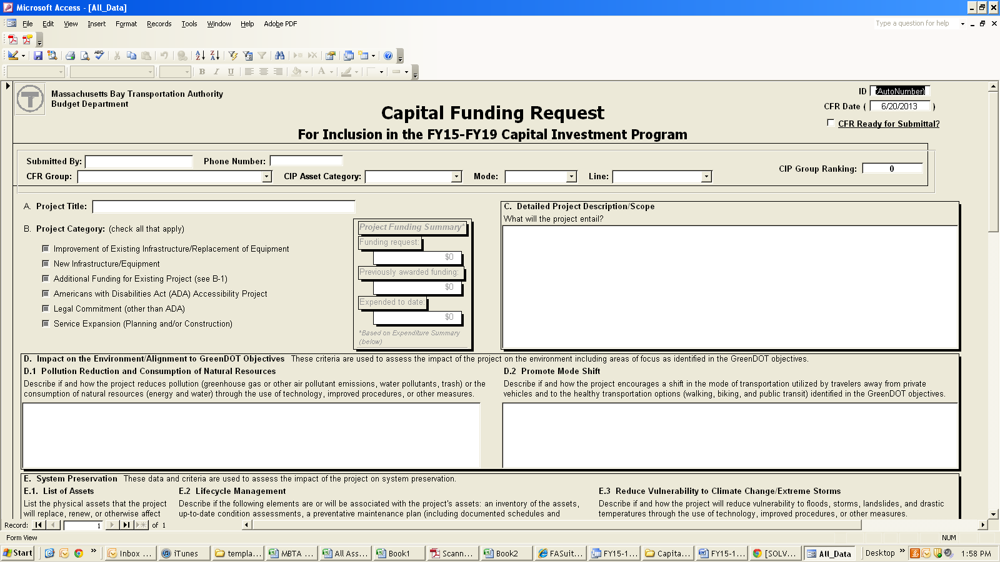 Microsoft Access - [All_Data]
File Edit View Insert Format Records Tools Window Help Adobe PDF
Type a question for help
Massachusetts Bay Transportation Authority
Budget Department
ID (AutoNumber)
CFR Date ( 6/20/2013 )
CFR Ready for Submittal?
Capital Funding Request
For Inclusion in the FY15-FY19 Capital Investment Program
Submitted By: Phone Number:
CFR Group: CIP Asset Category: Mode: Line:
CIP Group Ranking: 0
A. Project Title:
B. Project Category: (check all that apply)
Improvement of Existing Infrastructure/Replacement of Equipment
New Infrastructure/Equipment
Additional Funding for Existing Project (see B-1)
Americans with Disabilities Act (ADA) Accessibility Project
Legal Commitment (other than ADA)
Service Expansion (Planning and/or Construction)
Project Funding Summary*
Funding request:
$0
Previously awarded funding:
$0
Expended to date:
$0
*Based on Expenditure Summary
(below)
C. Detailed Project Description/Scope
What will the project entail?
D. Impact on the Environment/Alignment to GreenDOT Objectives These criteria are used to assess the impact of the project on the environment including areas of focus as identified in the GreenDOT objectives.
D.1 Pollution Reduction and Consumption of Natural Resources
Describe if and how the project reduces pollution (greenhouse gas or other air pollutant emissions, water pollutants, trash) or the
consumption of natural resources (energy and water) through the use of technology, improved procedures, or other measures.
D.2 Promote Mode Shift
Describe if and how the project encourages a shift in the mode of transportation utilized by travelers away from private
vehicles and to the healthy transportation options (walking, biking, and public transit) identified in the GreenDOT objectives.
E. System Preservation These data and criteria are used to assess the impact of the project on system preservation.
E.1. List of Assets
List the physical assets that the project
will replace, renew, or otherwise affect
E.2 Lifecycle Management
Describe if the following elements are or will be associated with the project's assets: an inventory of the assets,
up-to-date condition assessments, a preventative maintenance plan (including documented schedules and
E.3 Reduce Vulnerability to Climate Change/Extreme Storms
Describe if and how the project will reduce vulnerability to floods, storms, landslides, and drastic
temperatures through the use of technology, improved procedures, or other measures.
Record: 1 of 1
Form View NUM
Start Inbox ... iTunes templa... MBTA ... All Ass... Book1 Scann... Book2 FASuit... FY15-1... Capita... FY15-1... [SOLV... All_Data Desktop 1:58 PM